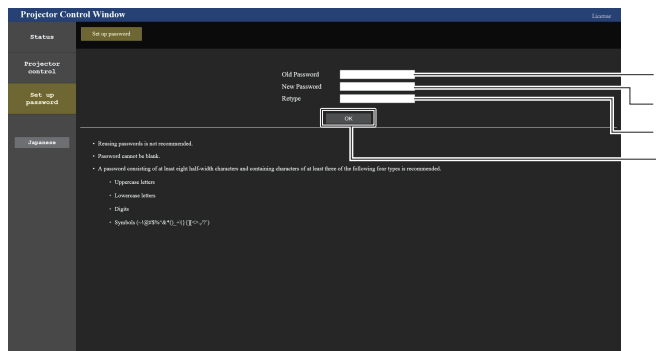 Projector Control Window
License
Status
Set up password
Projector
control
Set up
password
Japanese
Old Password
New Password
Retype
OK
• Reusing passwords is not recommended.
• Password cannot be blank.
• A password consisting of at least eight half-width characters and containing characters of at least three of the following four types is recommended.
• Uppercase letters
• Lowercase letters
• Digits
• Symbols